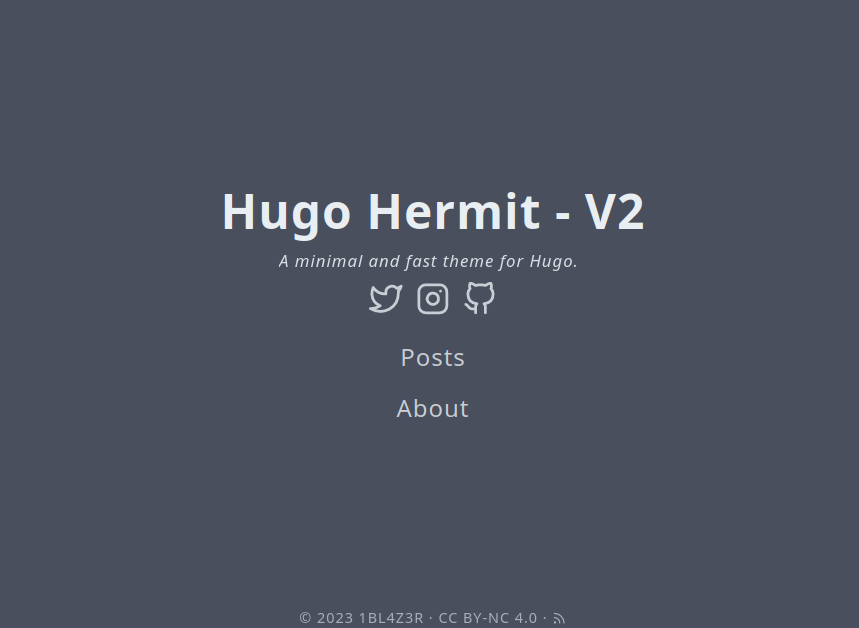 Hugo Hermit - V2
A minimal and fast theme for Hugo.
Posts
About
© 2023 1BL4Z3R · CC BY-NC 4.0 ·